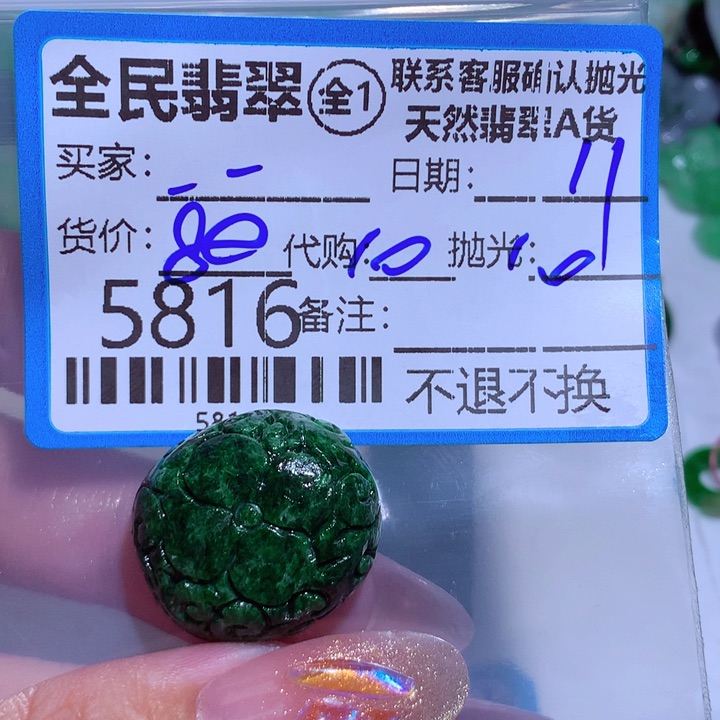 全民翡翠 全1 联系客服确认抛光
天然翡翠A货
买家: 二 日期: 17
货价: 80 代购: 10 抛光: 10
5816 备注:
不退不换